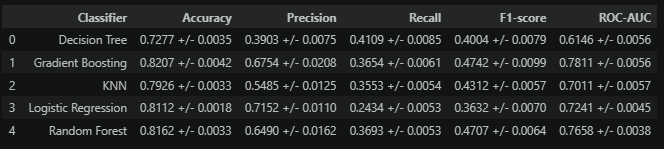 Classifier Accuracy Precision Recall F1-score ROC-AUC
0 Decision Tree 0.7277 +/- 0.0035 0.3903 +/- 0.0075 0.4109 +/- 0.0085 0.4004 +/- 0.0079 0.6146 +/- 0.0056
1 Gradient Boosting 0.8207 +/- 0.0042 0.6754 +/- 0.0208 0.3654 +/- 0.0061 0.4742 +/- 0.0099 0.7811 +/- 0.0056
2 KNN 0.7926 +/- 0.0033 0.5485 +/- 0.0125 0.3553 +/- 0.0054 0.4312 +/- 0.0057 0.7011 +/- 0.0057
3 Logistic Regression 0.8112 +/- 0.0018 0.7152 +/- 0.0110 0.2434 +/- 0.0053 0.3632 +/- 0.0070 0.7241 +/- 0.0045
4 Random Forest 0.8162 +/- 0.0033 0.6490 +/- 0.0162 0.3693 +/- 0.0053 0.4707 +/- 0.0064 0.7658 +/- 0.0038